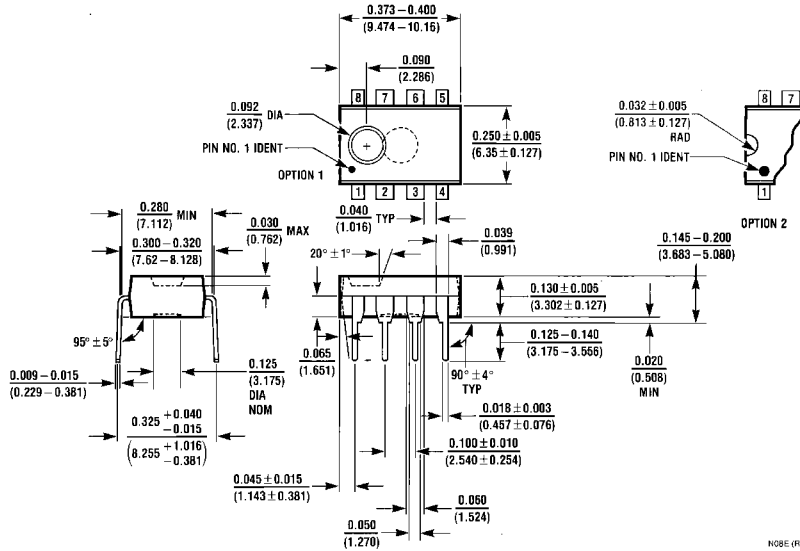 0.373–0.400
(9.474–10.16)
0.090
(2.286)
8 7 6 5
0.092 DIA
(2.337)
PIN NO. 1 IDENT
OPTION 1
1 2 3 4
0.250 ± 0.005
(6.35 ± 0.127)
8 7
0.032 ± 0.005
(0.813 ± 0.127)
RAD
PIN NO. 1 IDENT
1
OPTION 2
0.280 MIN
(7.112)
0.300–0.320
(7.62–8.128)
0.030 MAX
(0.762)
0.040 TYP
(1.016)
20° ± 1°
0.039
(0.991)
0.145–0.200
(3.683–5.080)
0.130 ± 0.005
(3.302 ± 0.127)
0.125–0.140
(3.175–3.556)
0.020
(0.508)
MIN
95° ± 5°
0.009–0.015
(0.229–0.381)
0.125
(3.175)
DIA
NOM
0.065
(1.651)
90° ± 4°
TYP
0.018 ± 0.003
(0.457 ± 0.076)
0.325 +0.040 −0.015
(8.255 +1.016 −0.381)
0.100 ± 0.010
(2.540 ± 0.254)
0.045 ± 0.015
(1.143 ± 0.381)
0.060
(1.524)
0.050
(1.270)
N08E (R